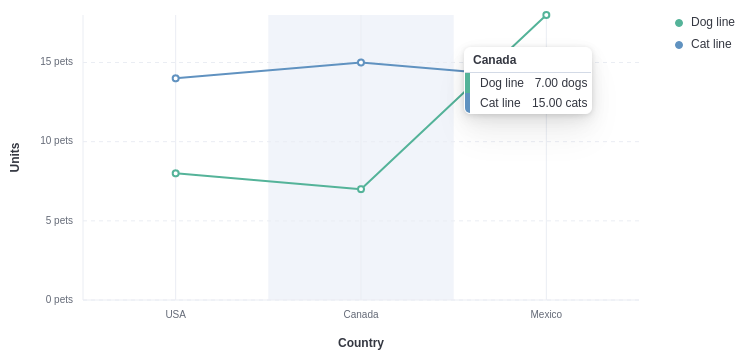 Dog line
Cat line
15 pets
10 pets
5 pets
0 pets
Units
Canada
Dog line 7.00 dogs
Cat line 15.00 cats
USA
Canada
Mexico
Country